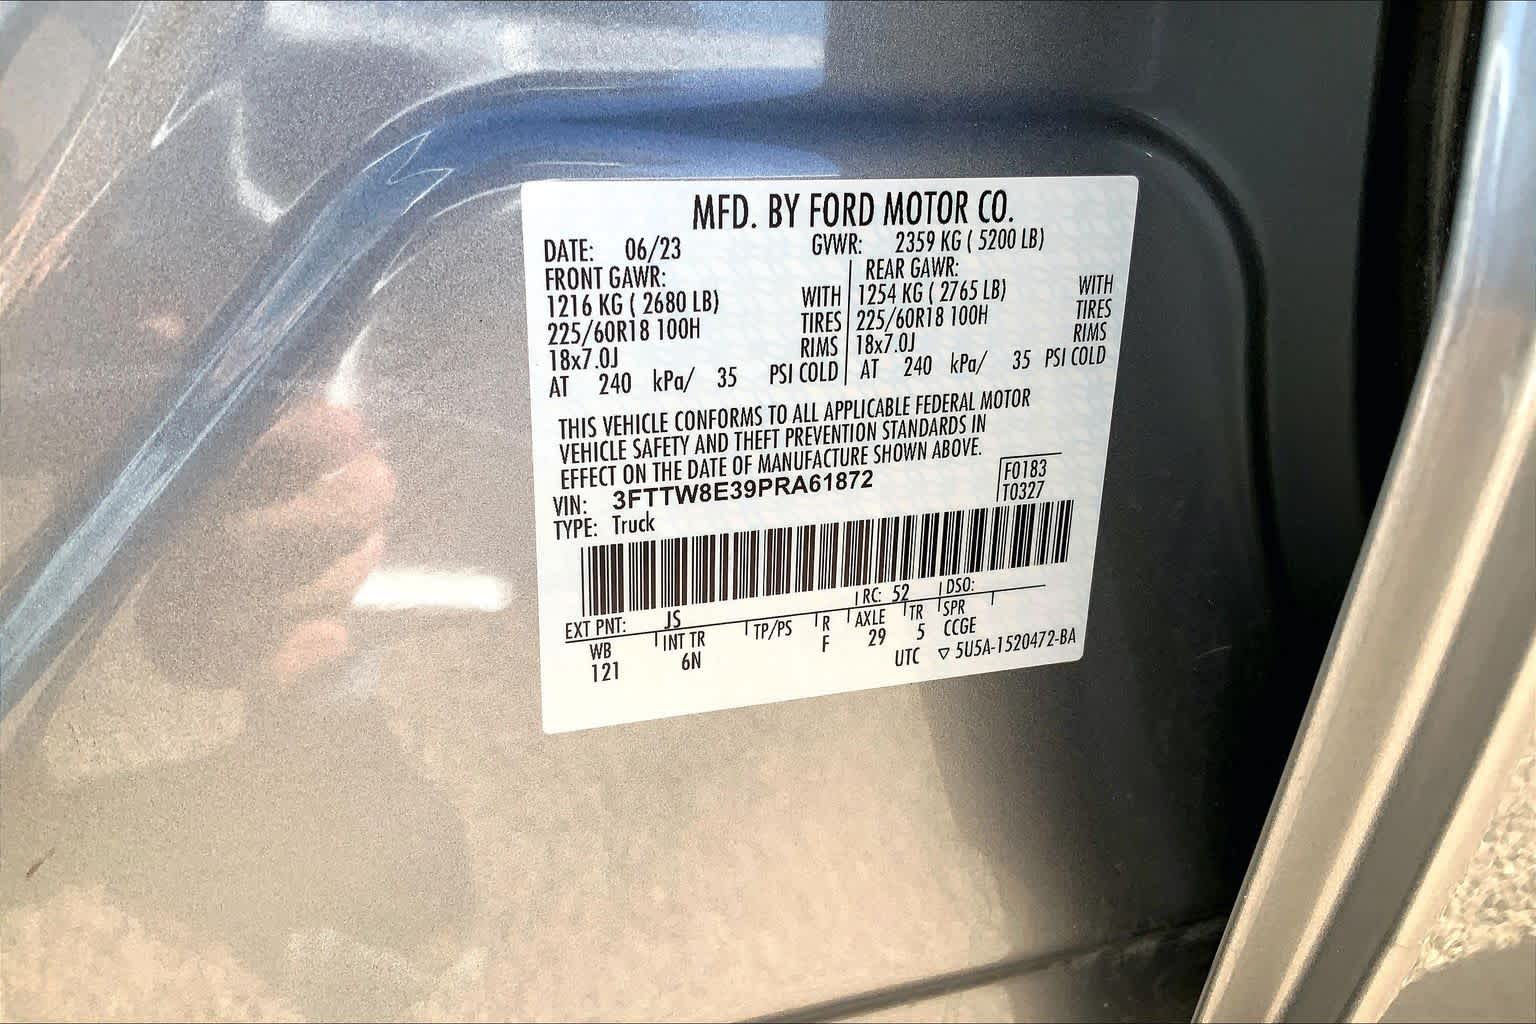 MFD. BY FORD MOTOR CO.
DATE: 06/23 GVWR: 2359 KG ( 5200 LB)
FRONT GAWR: REAR GAWR:
1216 KG ( 2680 LB) WITH 1254 KG ( 2765 LB) WITH
225/60R18 100H TIRES 225/60R18 100H TIRES
18x7.0J RIMS 18x7.0J RIMS
AT 240 kPa/ 35 PSI COLD AT 240 kPa/ 35 PSI COLD
THIS VEHICLE CONFORMS TO ALL APPLICABLE FEDERAL MOTOR
VEHICLE SAFETY AND THEFT PREVENTION STANDARDS IN
EFFECT ON THE DATE OF MANUFACTURE SHOWN ABOVE.
VIN: 3FTTW8E39PRA61872 F0183
TYPE: Truck T0327
EXT PNT: JS RC: 52 DSO:
WB INT TR TP/PS R AXLE TR SPR
121 6N F 29 5 CCGE
UTC ▽ 5U5A-1520472-BA